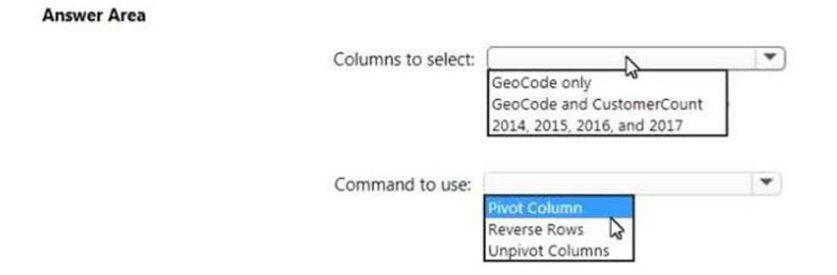 Answer Area
Columns to select:
GeoCode only
GeoCode and CustomerCount
2014, 2015, 2016, and 2017
Command to use:
Pivot Column
Reverse Rows
Unpivot Columns